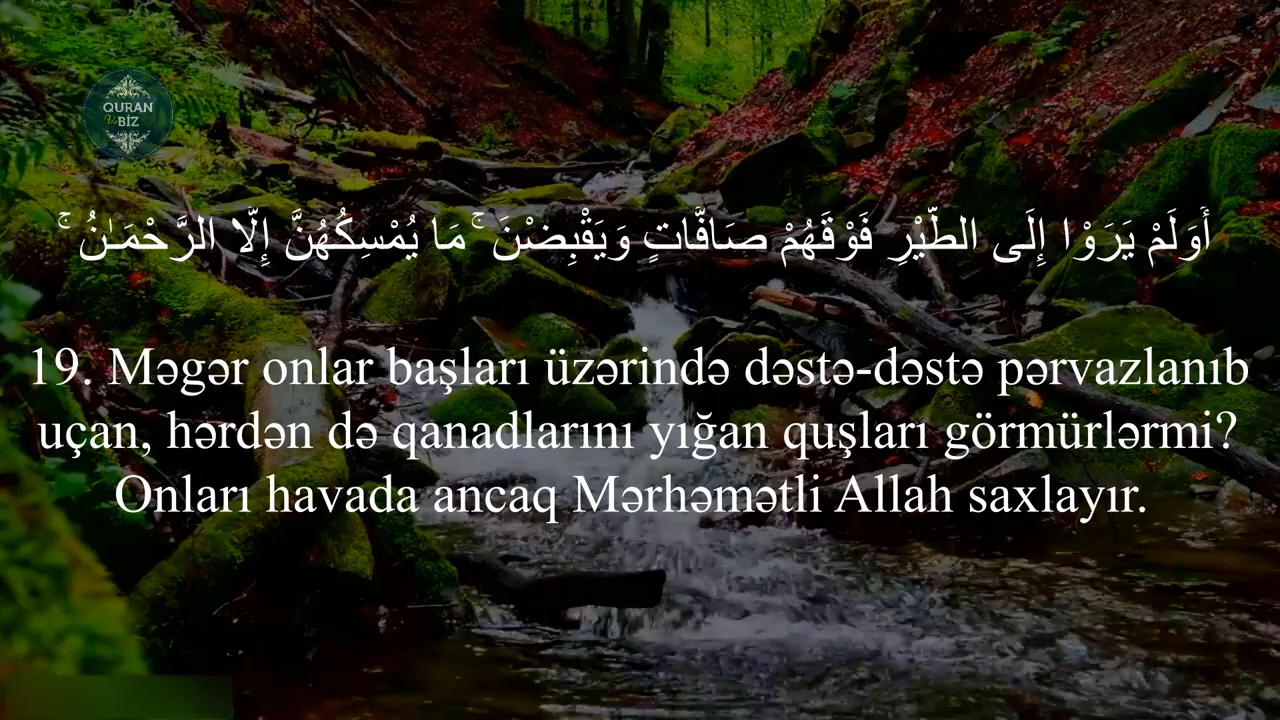 QURAN
Və BİZ
أَوَلَمْ يَرَوْا إِلَى الطَّيْرِ فَوْقَهُمْ صَافَّاتٍ وَيَقْبِضْنَ ۚ مَا يُمْسِكُهُنَّ إِلَّا الرَّحْمَـٰنُ ۚ
19. Məgər onlar başları üzərində dəstə-dəstə pərvazlanıb
uçan, hərdən də qanadlarını yığan quşları görmürlərmi?
Onları havada ancaq Mərhəmətli Allah saxlayır.